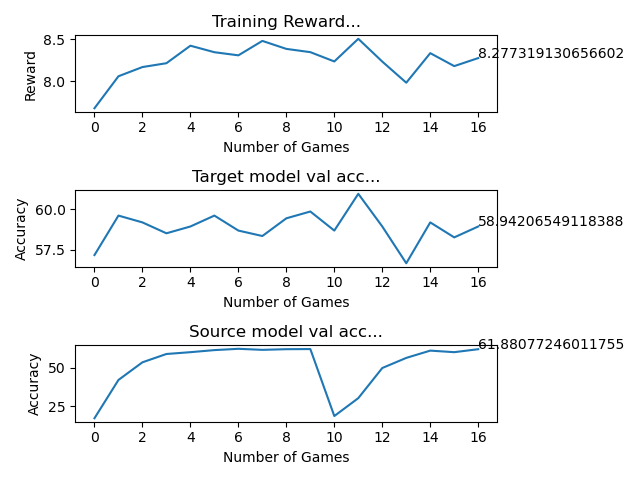 Training Reward...
8.5
8.0
Reward
8.277319130656602
0 2 4 6 8 10 12 14 16
Number of Games
Target model val acc...
60.0
57.5
Accuracy
58.94206549118388
0 2 4 6 8 10 12 14 16
Number of Games
Source model val acc...
50
25
Accuracy
61.88077246011755
0 2 4 6 8 10 12 14 16
Number of Games